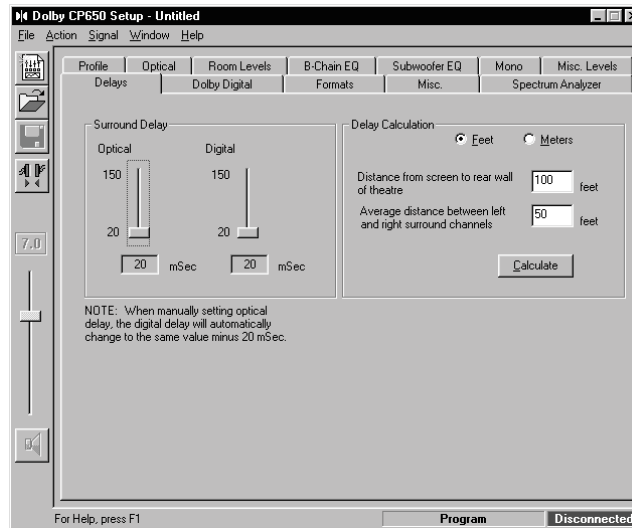 Dolby CP650 Setup - Untitled
File Action Signal Window Help
Profile Optical Room Levels B-Chain EQ Subwoofer EQ Mono Misc. Levels
Delays Dolby Digital Formats Misc. Spectrum Analyzer
Surround Delay
Optical Digital
150 150
20 20
20 mSec 20 mSec
NOTE: When manually setting optical
delay, the digital delay will automatically
change to the same value minus 20 mSec.
Delay Calculation
Feet Meters
Distance from screen to rear wall
of theatre
100 feet
Average distance between left
and right surround channels
50 feet
Calculate
7.0
For Help, press F1 Program Disconnected